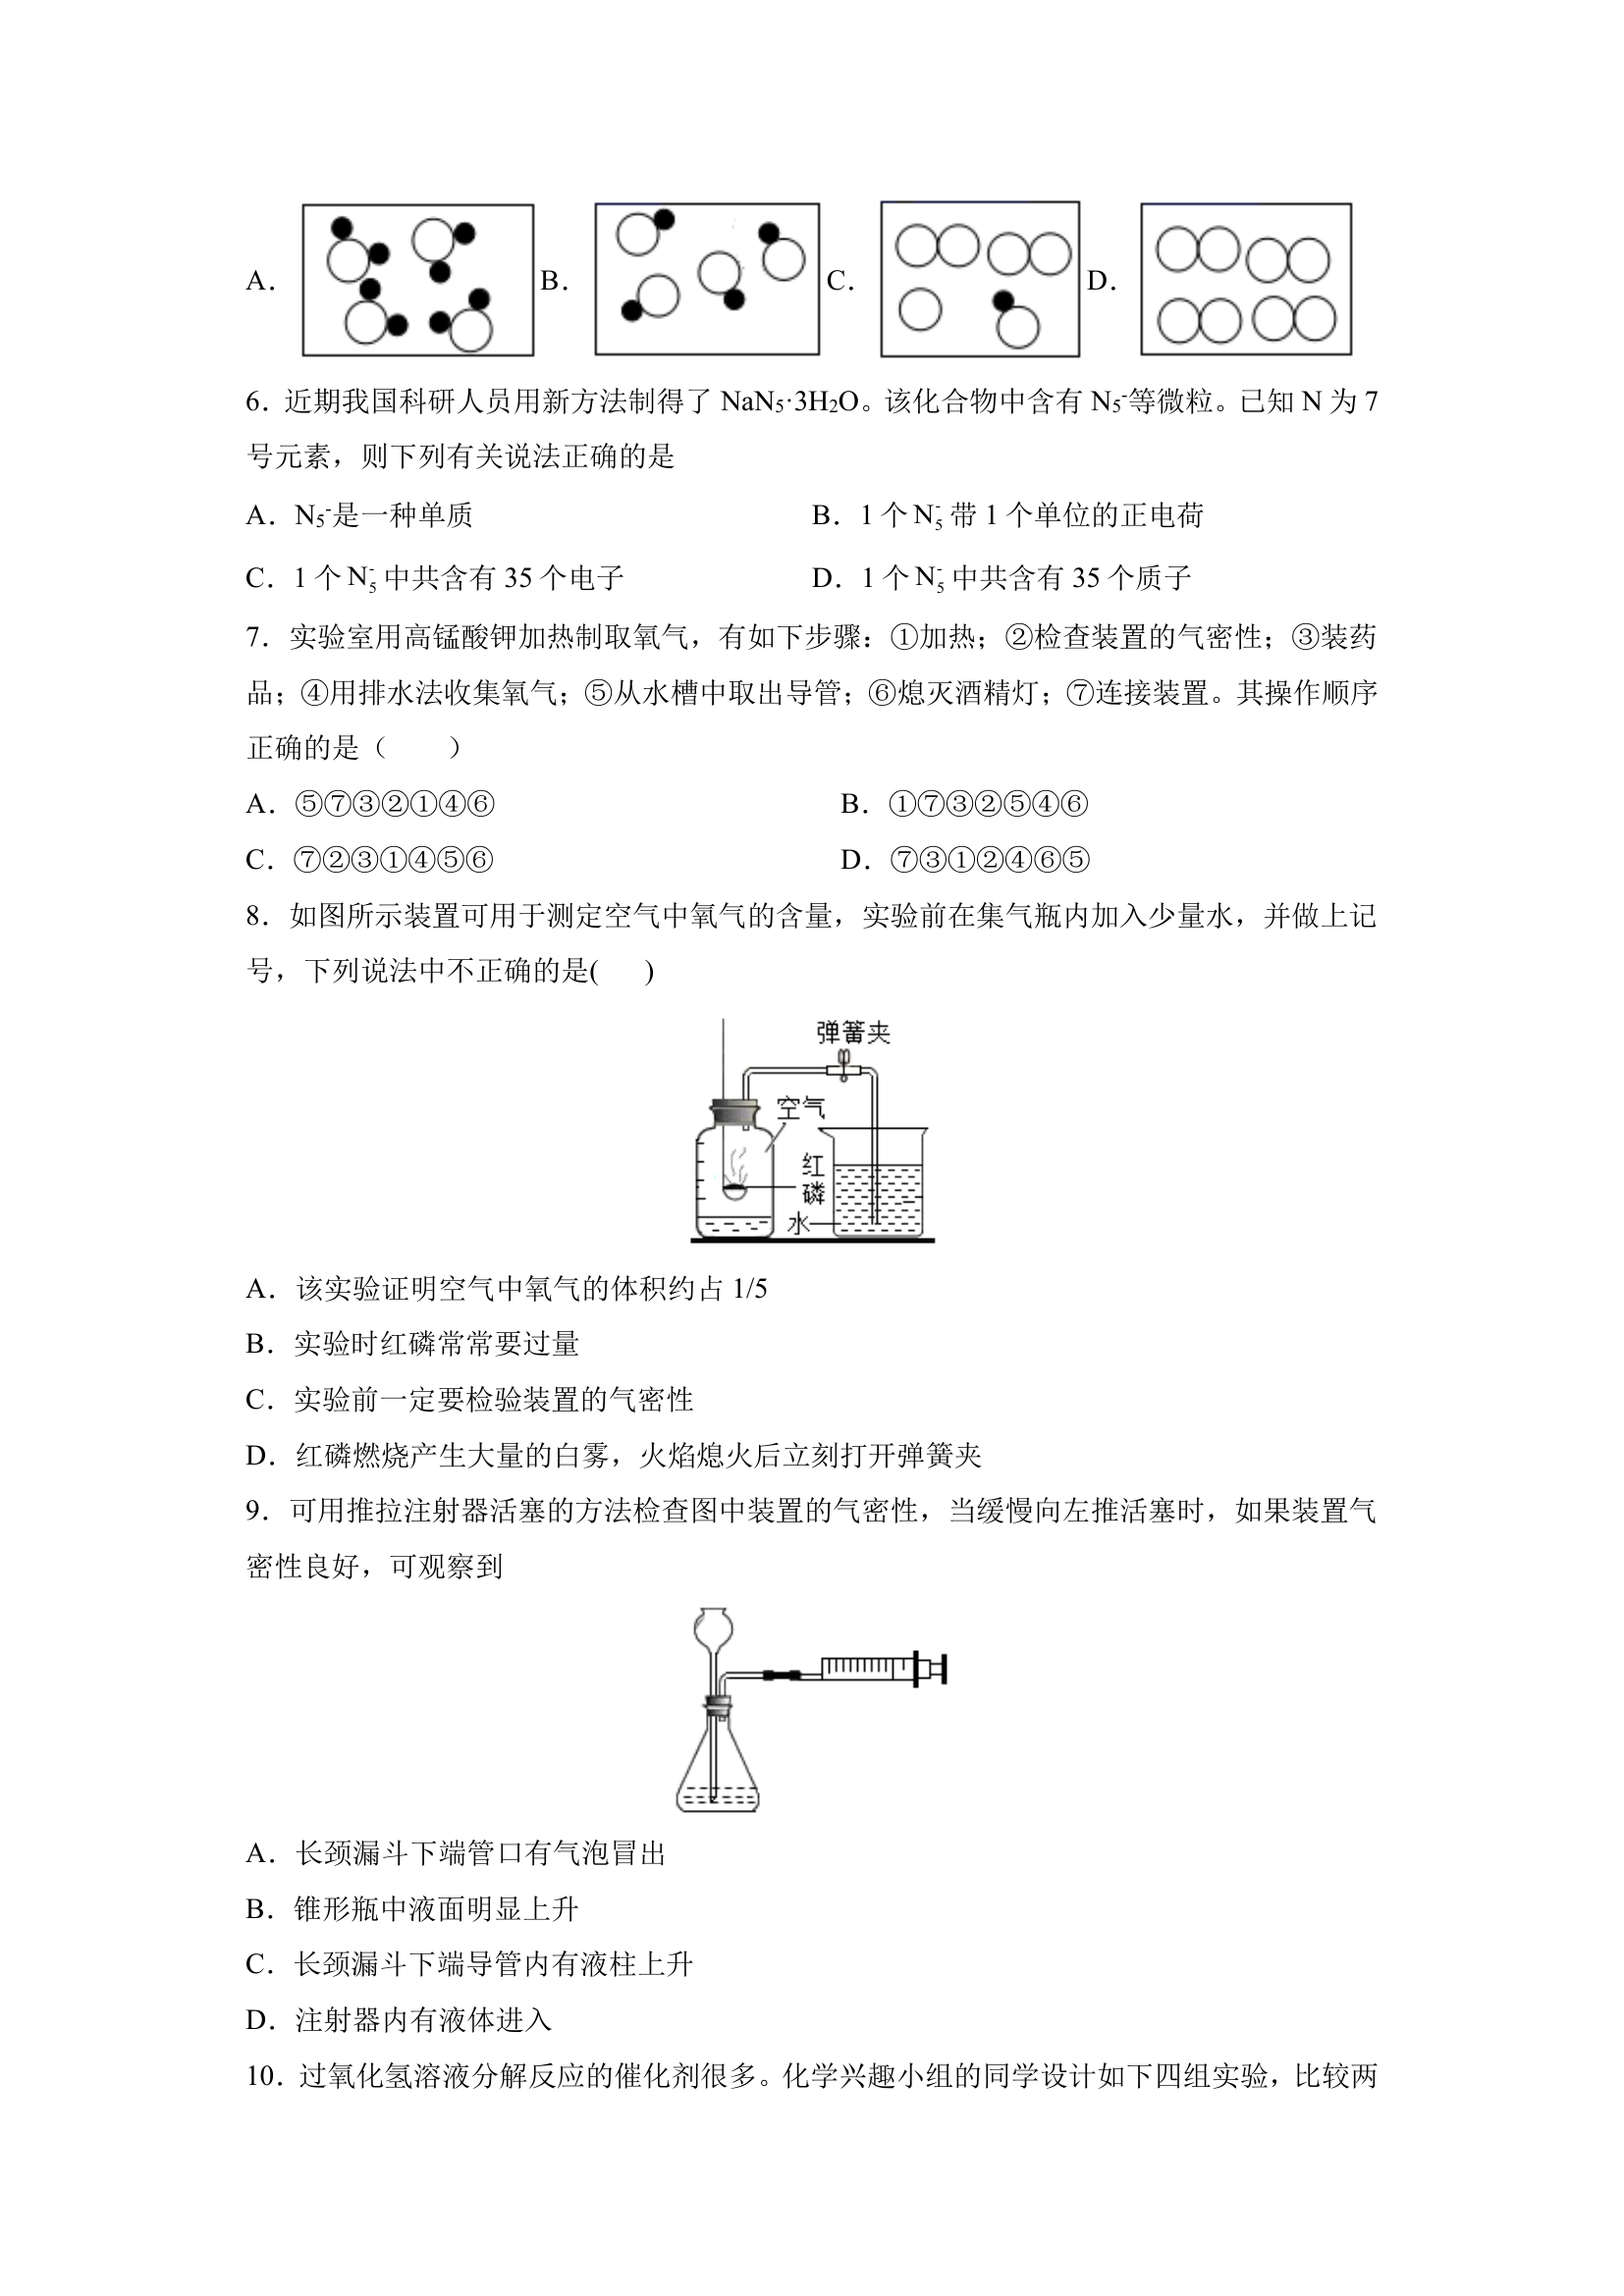 A． B． C． D．
6．近期我国科研人员用新方法制得了 NaN₅·3H₂O。该化合物中含有 N₅⁻等微粒。已知 N 为 7
号元素，则下列有关说法正确的是
A．N₅⁻是一种单质 B．1 个 N₅⁻ 带 1 个单位的正电荷
C．1 个 N₅⁻ 中共含有 35 个电子 D．1 个 N₅⁻ 中共含有 35 个质子
7．实验室用高锰酸钾加热制取氧气，有如下步骤：①加热；②检查装置的气密性；③装药
品；④用排水法收集氧气；⑤从水槽中取出导管；⑥熄灭酒精灯；⑦连接装置。其操作顺序
正确的是（　　）
A．⑤⑦③②①④⑥ B．①⑦③②⑤④⑥
C．⑦②③①④⑤⑥ D．⑦③①②④⑥⑤
8．如图所示装置可用于测定空气中氧气的含量，实验前在集气瓶内加入少量水，并做上记
号，下列说法中不正确的是(　　)
弹簧夹
空气
红
磷
水
A．该实验证明空气中氧气的体积约占 1/5
B．实验时红磷常常要过量
C．实验前一定要检验装置的气密性
D．红磷燃烧产生大量的白雾，火焰熄火后立刻打开弹簧夹
9．可用推拉注射器活塞的方法检查图中装置的气密性，当缓慢向左推活塞时，如果装置气
密性良好，可观察到
A．长颈漏斗下端管口有气泡冒出
B．锥形瓶中液面明显上升
C．长颈漏斗下端导管内有液柱上升
D．注射器内有液体进入
10．过氧化氢溶液分解反应的催化剂很多。化学兴趣小组的同学设计如下四组实验，比较两